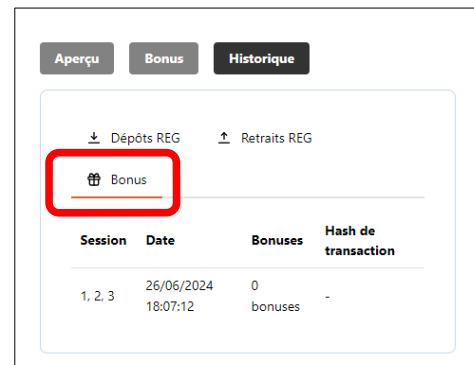 Aperçu Bonus Historique
Dépôts REG Retraits REG
Bonus
Session Date Bonuses Hash de transaction
1, 2, 3 26/06/2024 18:07:12 0 bonuses -